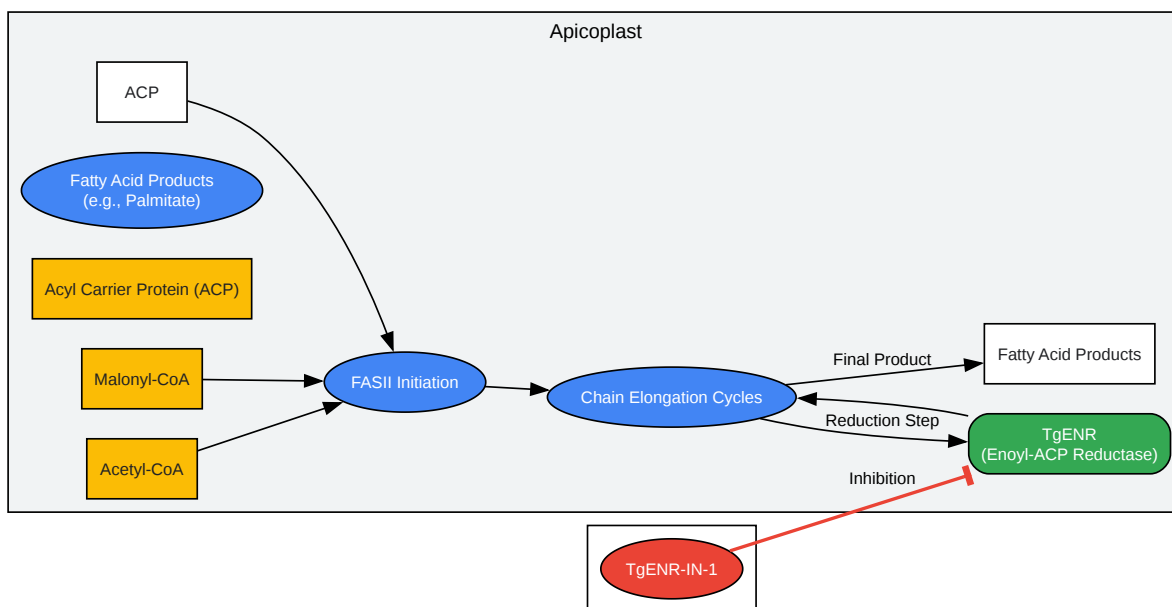 Apicoplast
ACP
Fatty Acid Products
(e.g., Palmitate)
Acyl Carrier Protein (ACP)
Malonyl-CoA
Acetyl-CoA
FASII Initiation
Chain Elongation Cycles
Final Product
Fatty Acid Products
Reduction Step
TgENR
(Enoyl-ACP Reductase)
Inhibition
TgENR-IN-1